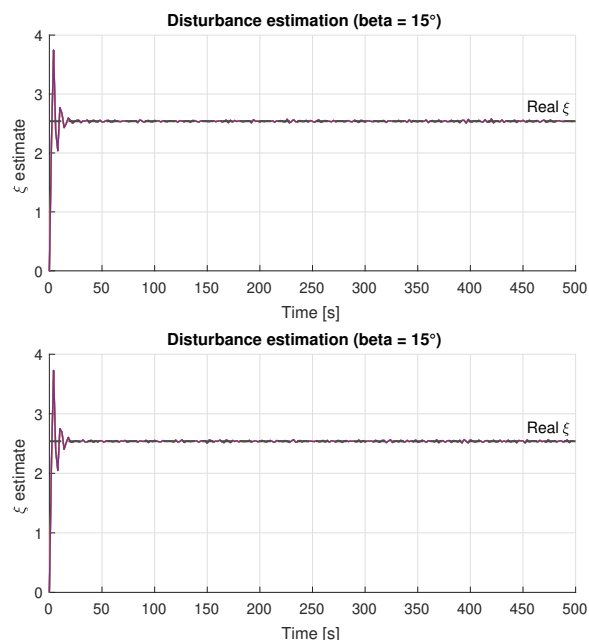 Disturbance estimation (beta = 15°)
4
3
2
1
0
ξ estimate
Real ξ
0 50 100 150 200 250 300 350 400 450 500
Time [s]
Disturbance estimation (beta = 15°)
4
3
2
1
0
ξ estimate
Real ξ
0 50 100 150 200 250 300 350 400 450 500
Time [s]